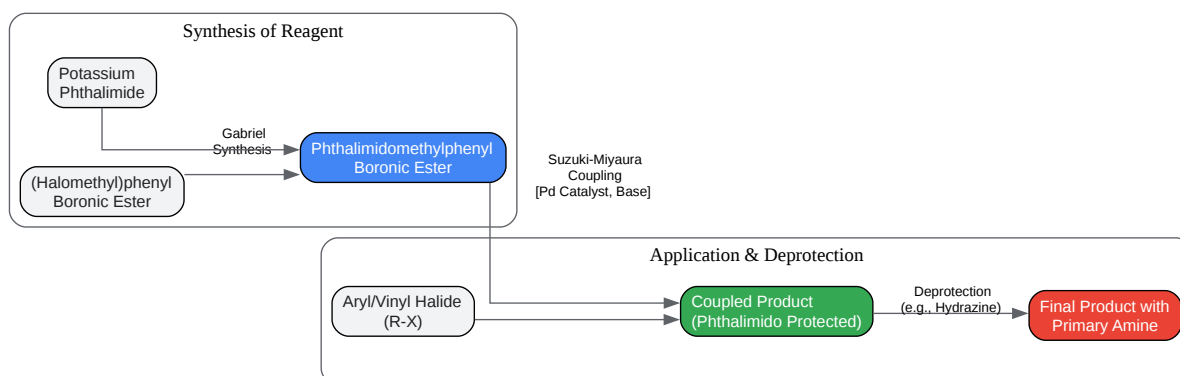 Synthesis of Reagent
Potassium
Phthalimide
Gabriel
Synthesis
Phthalimidomethylphenyl
Boronic Ester
(Halomethyl)phenyl
Boronic Ester
Suzuki-Miyaura
Coupling
[Pd Catalyst, Base]
Application & Deprotection
Aryl/Vinyl Halide
(R-X)
Coupled Product
(Phthalimido Protected)
Deprotection
(e.g., Hydrazine)
Final Product with
Primary Amine